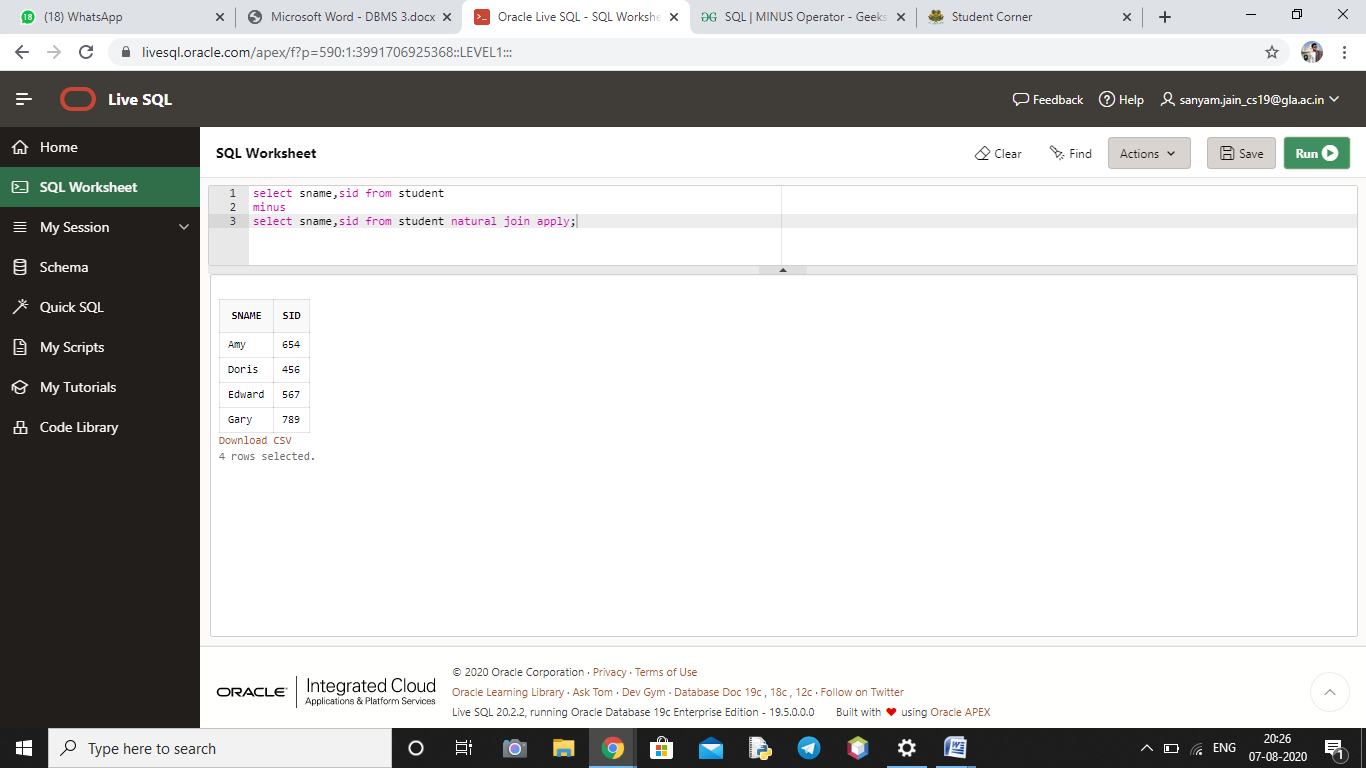 (18) WhatsApp
Microsoft Word - DBMS 3.docx
Oracle Live SQL - SQL Workshe
SQL | MINUS Operator - Geeks
Student Corner
livesql.oracle.com/apex/f?p=590:1:3991706925368::LEVEL1:::
Live SQL
Feedback
Help
sanyam.jain_cs19@gla.ac.in
Home
SQL Worksheet
My Session
Schema
Quick SQL
My Scripts
My Tutorials
Code Library
SQL Worksheet
Clear
Find
Actions
Save
Run
1 select sname,sid from student
2 minus
3 select sname,sid from student natural join apply;
SNAME SID
Amy 654
Doris 456
Edward 567
Gary 789
Download CSV
4 rows selected.
ORACLE
Integrated Cloud
Applications & Platform Services
© 2020 Oracle Corporation · Privacy · Terms of Use
Oracle Learning Library · Ask Tom · Dev Gym · Database Doc 19c , 18c , 12c · Follow on Twitter
Live SQL 20.2.2, running Oracle Database 19c Enterprise Edition - 19.5.0.0.0 Built with ❤ using Oracle APEX
Type here to search
ENG
20:26
07-08-2020
1